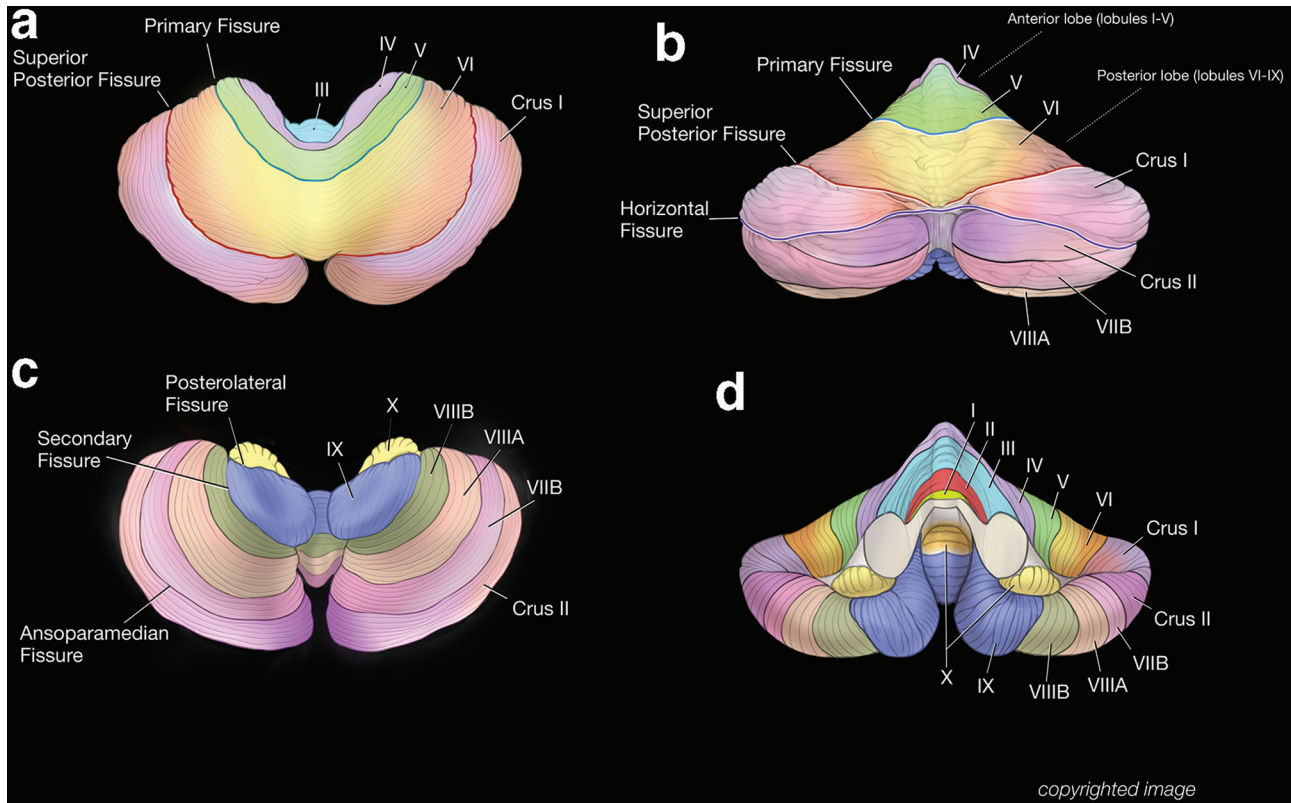 a
Primary Fissure
IV
V
VI
Superior
Posterior Fissure
III
Crus I
b
Anterior lobe (lobules I-V)
IV
Primary Fissure
Posterior lobe (lobules VI-IX)
V
Superior
Posterior Fissure
VI
Crus I
Horizontal
Fissure
Crus II
VIIB
VIIIA
c
Posterolateral
Fissure
X
VIIIB
Secondary
Fissure
IX
VIIIA
VIIB
Crus II
Ansoparamedian
Fissure
d
I
II
III
IV
V
VI
Crus I
Crus II
VIIB
VIIIA
VIIIB
IX
X
copyrighted image